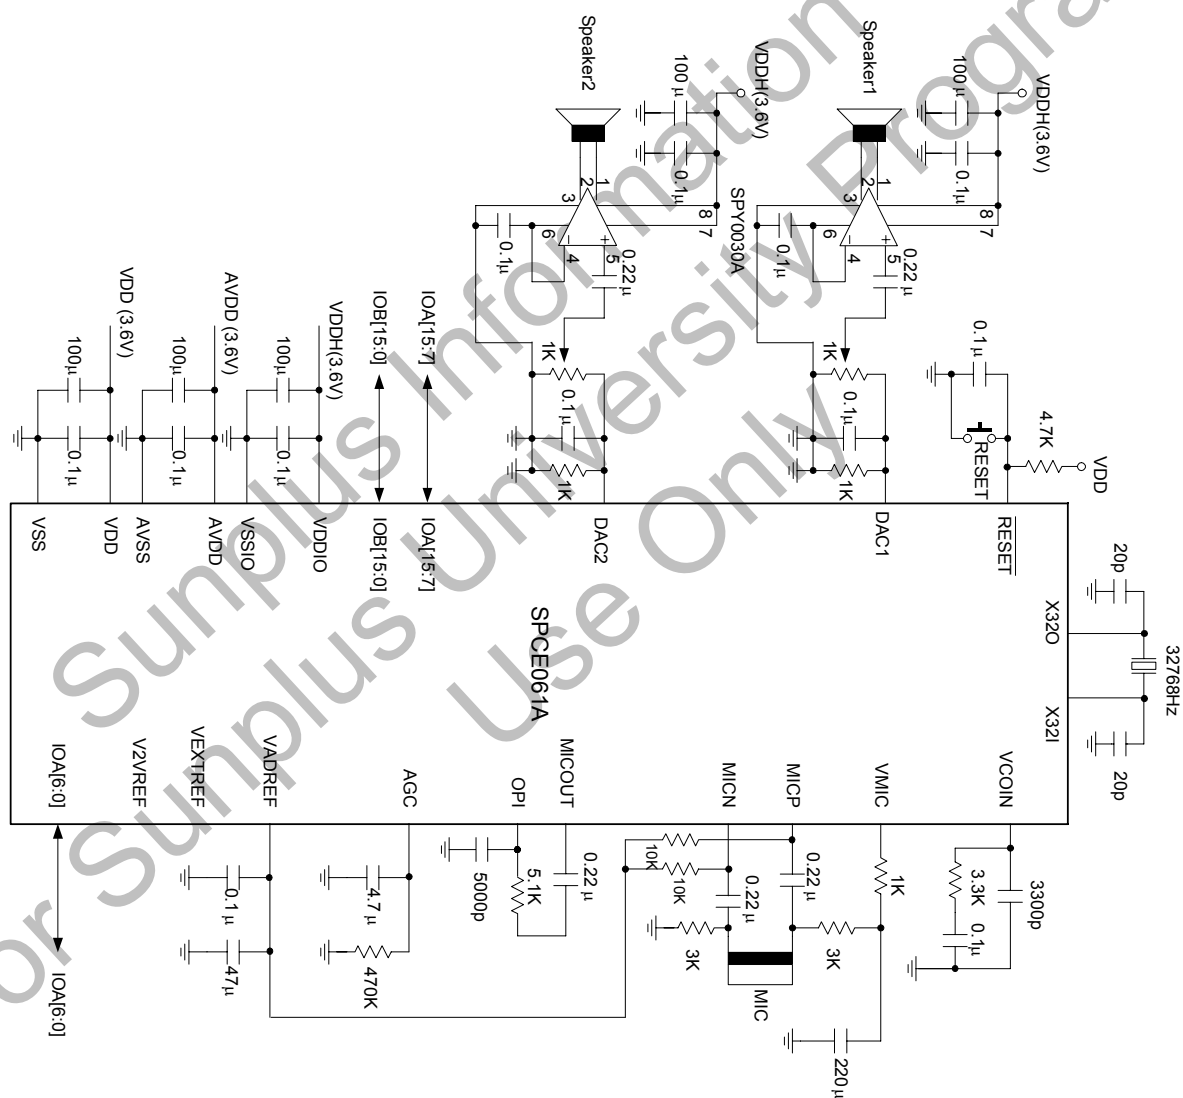 Sunplus Information
or Sunplus University Progra
Use Only
Speaker1
VDDH(3.6V)
100μ
0.1μ
1
2
3
8
7
6
4
5
0.1μ
0.22μ
1K
0.1μ
1K
DAC1
Speaker2
VDDH(3.6V)
100μ
0.1μ
SPY0030A
1
2
3
8
7
6
4
5
0.1μ
0.22μ
1K
0.1μ
1K
DAC2
0.1μ
RESET
4.7K
VDD
RESET
20p
32768Hz
20p
X32O
X32I
IOA[15:7]
IOA[15:7]
IOB[15:0]
IOB[15:0]
VDDH(3.6V)
100μ
0.1μ
VDDIO
VSSIO
AVDD (3.6V)
100μ
0.1μ
AVDD
AVSS
VDD (3.6V)
100μ
0.1μ
VDD
VSS
SPCE061A
VCOIN
3300p
3.3K
0.1μ
VMIC
1K
220μ
MICP
0.22μ
3K
MICN
0.22μ
3K
MIC
10K
10K
MICOUT
0.22μ
OPI
5.1K
5000p
AGC
4.7μ
470K
VADREF
VEXTREF
V2VREF
0.1μ
47μ
IOA[6:0]
IOA[6:0]